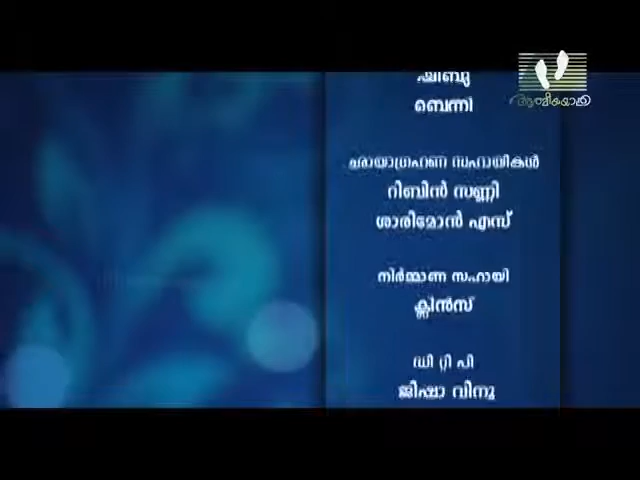 ഷിബു
ബെന്നി
ഛായാഗ്രഹണ സഹായികൾ
റിബിൻ സണ്ണി
ശാരിമോൻ എസ്
നിർമ്മാണ സഹായി
ക്ലിൻസ്
ഡി റ്റി പി
ജിഷാ വിനു